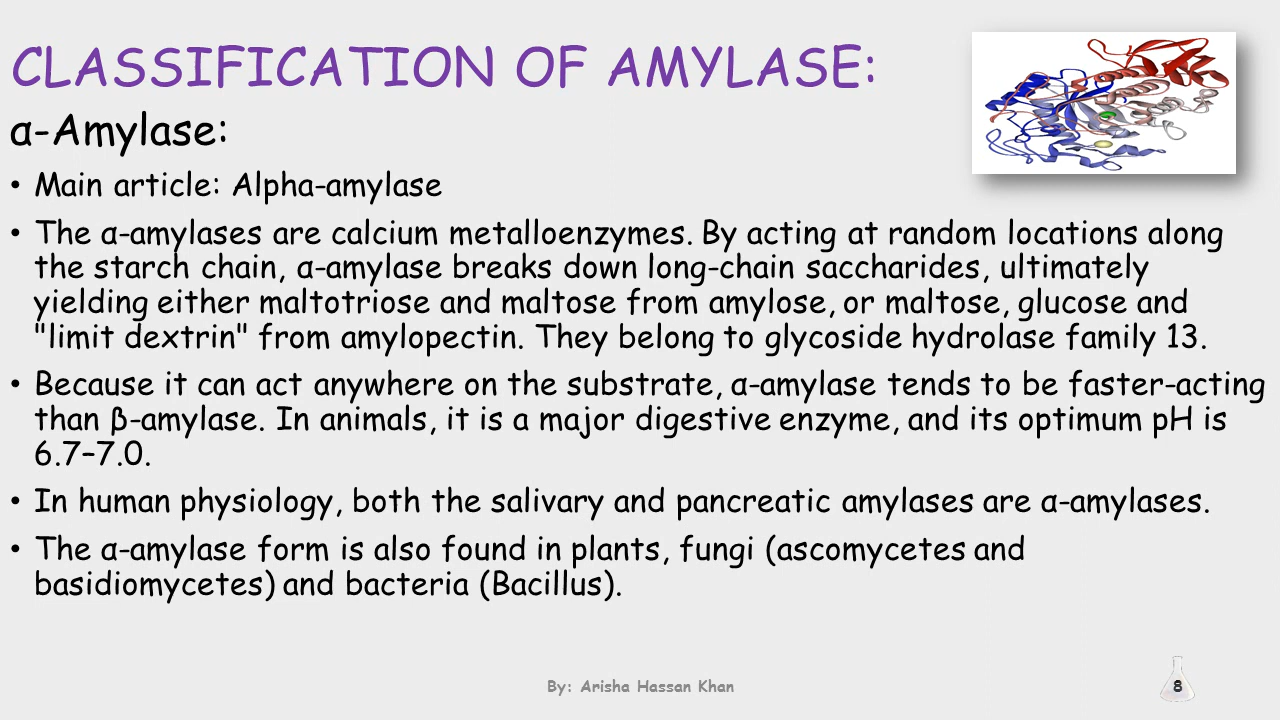 CLASSIFICATION OF AMYLASE:
α-Amylase:
• Main article: Alpha-amylase
• The α-amylases are calcium metalloenzymes. By acting at random locations along
the starch chain, α-amylase breaks down long-chain saccharides, ultimately
yielding either maltotriose and maltose from amylose, or maltose, glucose and
"limit dextrin" from amylopectin. They belong to glycoside hydrolase family 13.
• Because it can act anywhere on the substrate, α-amylase tends to be faster-acting
than β-amylase. In animals, it is a major digestive enzyme, and its optimum pH is
6.7–7.0.
• In human physiology, both the salivary and pancreatic amylases are α-amylases.
• The α-amylase form is also found in plants, fungi (ascomycetes and
basidiomycetes) and bacteria (Bacillus).
By: Arisha Hassan Khan
8